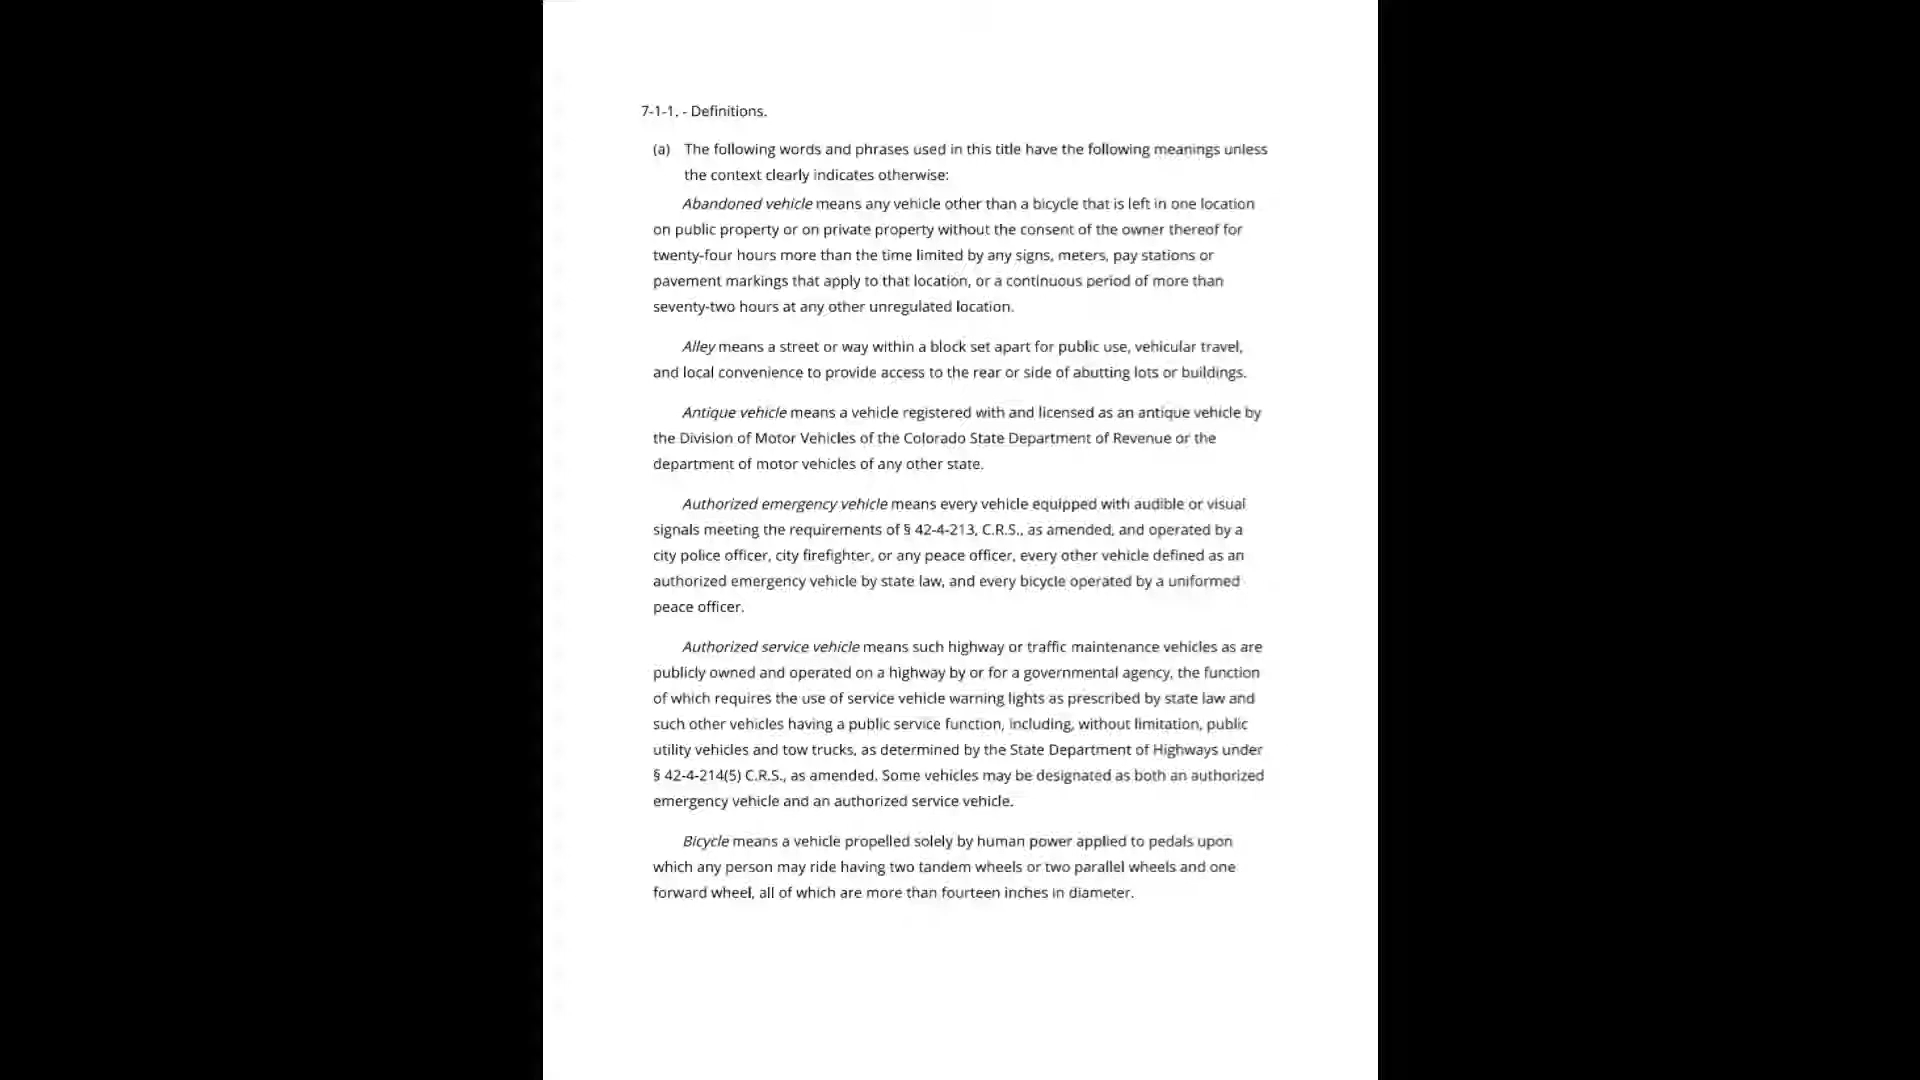 7-1-1. - Definitions.
(a) The following words and phrases used in this title have the following meanings unless
the context clearly indicates otherwise:
Abandoned vehicle means any vehicle other than a bicycle that is left in one location
on public property or on private property without the consent of the owner thereof for
twenty-four hours more than the time limited by any signs, meters, pay stations or
pavement markings that apply to that location, or a continuous period of more than
seventy-two hours at any other unregulated location.
Alley means a street or way within a block set apart for public use, vehicular travel,
and local convenience to provide access to the rear or side of abutting lots or buildings.
Antique vehicle means a vehicle registered with and licensed as an antique vehicle by
the Division of Motor Vehicles of the Colorado State Department of Revenue or the
department of motor vehicles of any other state.
Authorized emergency vehicle means every vehicle equipped with audible or visual
signals meeting the requirements of § 42-4-213, C.R.S., as amended, and operated by a
city police officer, city firefighter, or any peace officer, every other vehicle defined as an
authorized emergency vehicle by state law, and every bicycle operated by a uniformed
peace officer.
Authorized service vehicle means such highway or traffic maintenance vehicles as are
publicly owned and operated on a highway by or for a governmental agency, the function
of which requires the use of service vehicle warning lights as prescribed by state law and
such other vehicles having a public service function, including, without limitation, public
utility vehicles and tow trucks, as determined by the State Department of Highways under
§ 42-4-214(5) C.R.S., as amended. Some vehicles may be designated as both an authorized
emergency vehicle and an authorized service vehicle.
Bicycle means a vehicle propelled solely by human power applied to pedals upon
which any person may ride having two tandem wheels or two parallel wheels and one
forward wheel, all of which are more than fourteen inches in diameter.